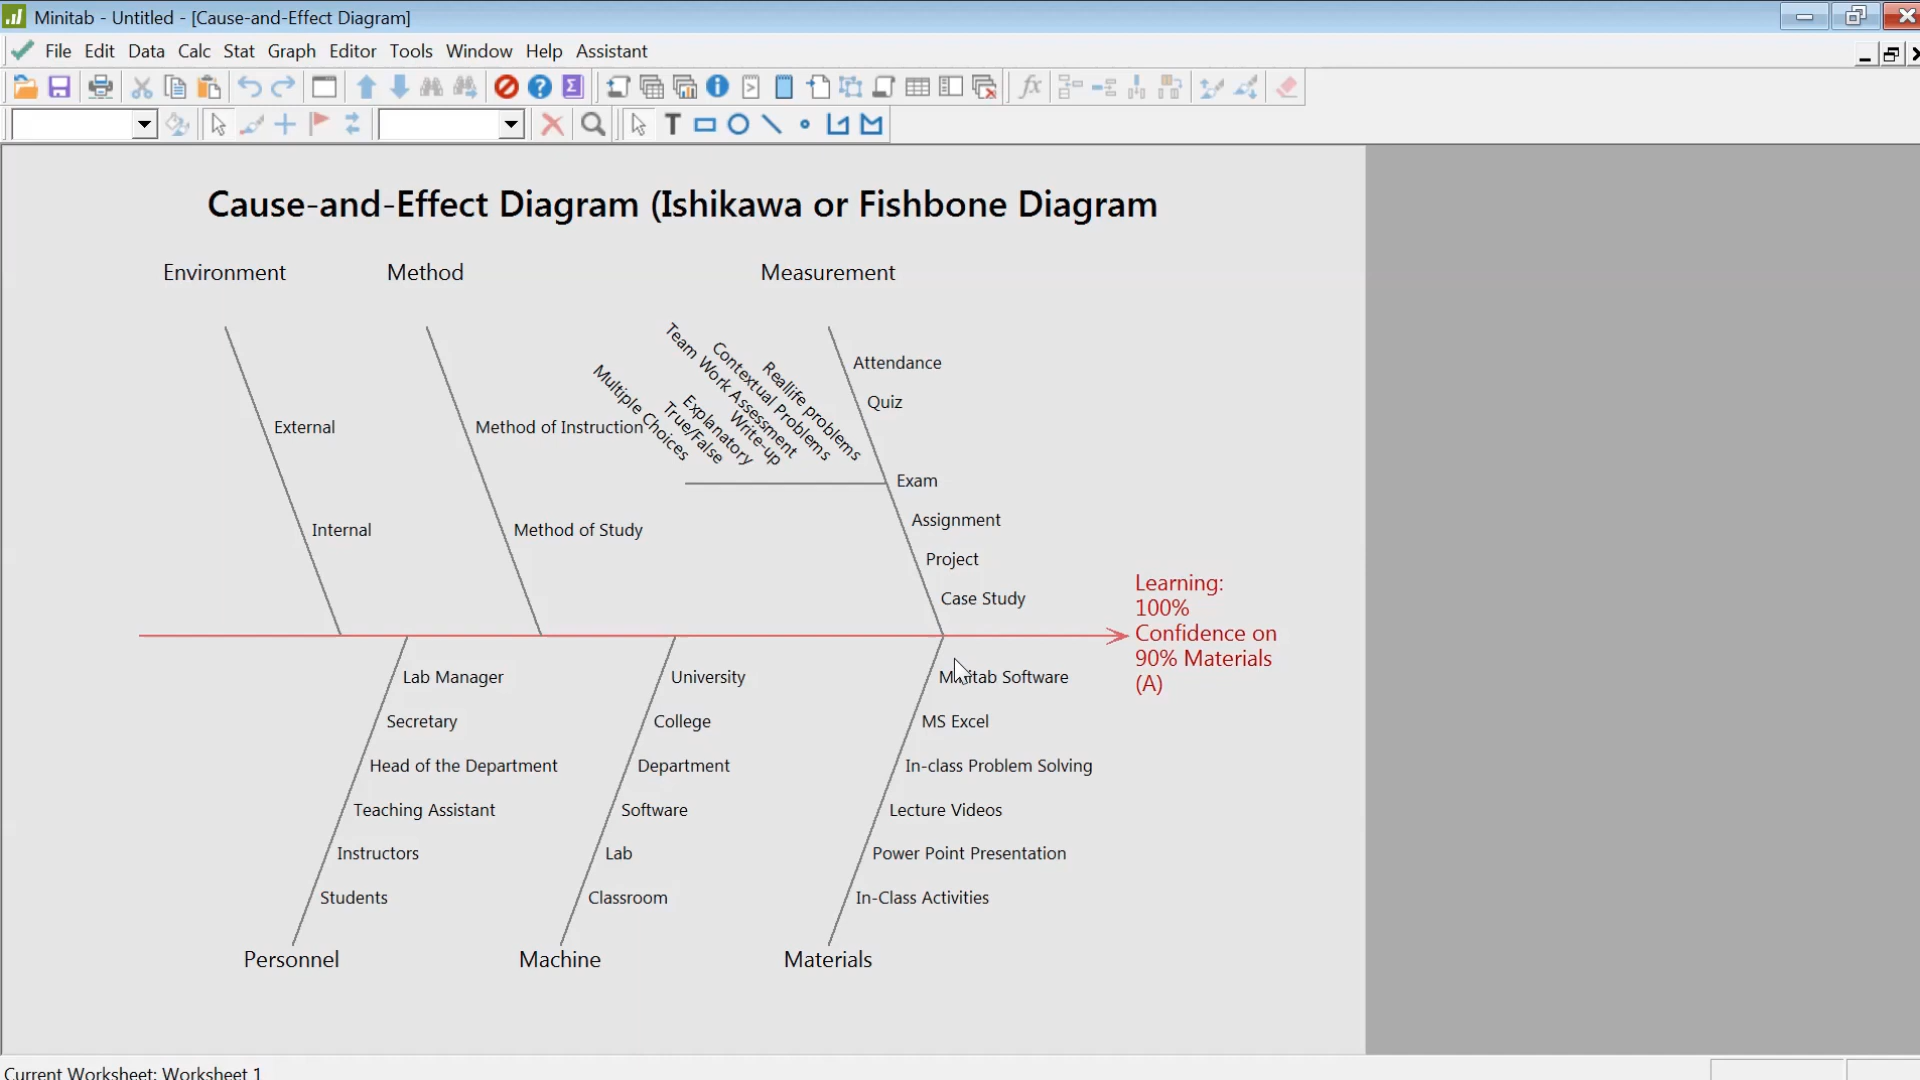 Minitab - Untitled - [Cause-and-Effect Diagram]
File Edit Data Calc Stat Graph Editor Tools Window Help Assistant
Cause-and-Effect Diagram (Ishikawa or Fishbone Diagram
Environment
Method
Measurement
External
Internal
Method of Instruction
Method of Study
Multiple Choices
True/False
Explanatory
Write-up
Team Work Assessment
Contextual Problems
Reallife problems
Attendance
Quiz
Exam
Assignment
Project
Case Study
Learning:
100%
Confidence on
90% Materials
(A)
Lab Manager
Secretary
Head of the Department
Teaching Assistant
Instructors
Students
Personnel
University
College
Department
Software
Lab
Classroom
Machine
Minitab Software
MS Excel
In-class Problem Solving
Lecture Videos
Power Point Presentation
In-Class Activities
Materials
Current Worksheet: Worksheet 1